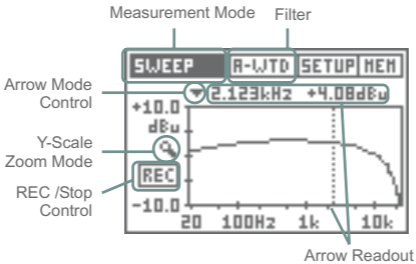 Measurement Mode
Filter
SWEEP A-WTD SETUP MEM
Arrow Mode Control
2.123kHz +4.08dBu
+10.0
dBu
Y-Scale Zoom Mode
REC
REC /Stop Control
-10.0
20 100Hz 1k 10k
Arrow Readout